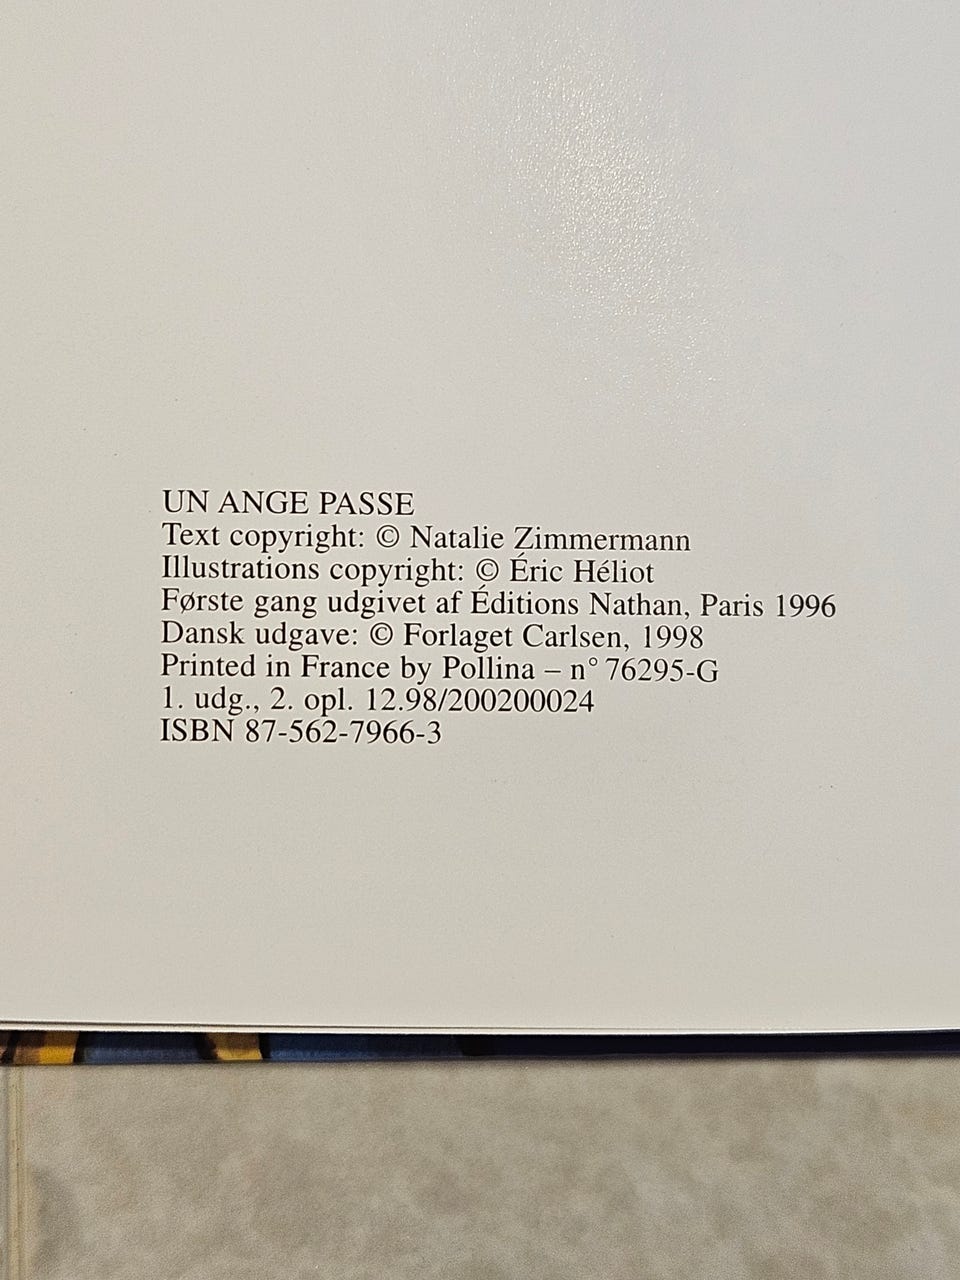 UN ANGE PASSE
Text copyright: © Natalie Zimmermann
Illustrations copyright: © Éric Héliot
Første gang udgivet af Éditions Nathan, Paris 1996
Dansk udgave: © Forlaget Carlsen, 1998
Printed in France by Pollina – n° 76295-G
1. udg., 2. opl. 12.98/200200024
ISBN 87-562-7966-3